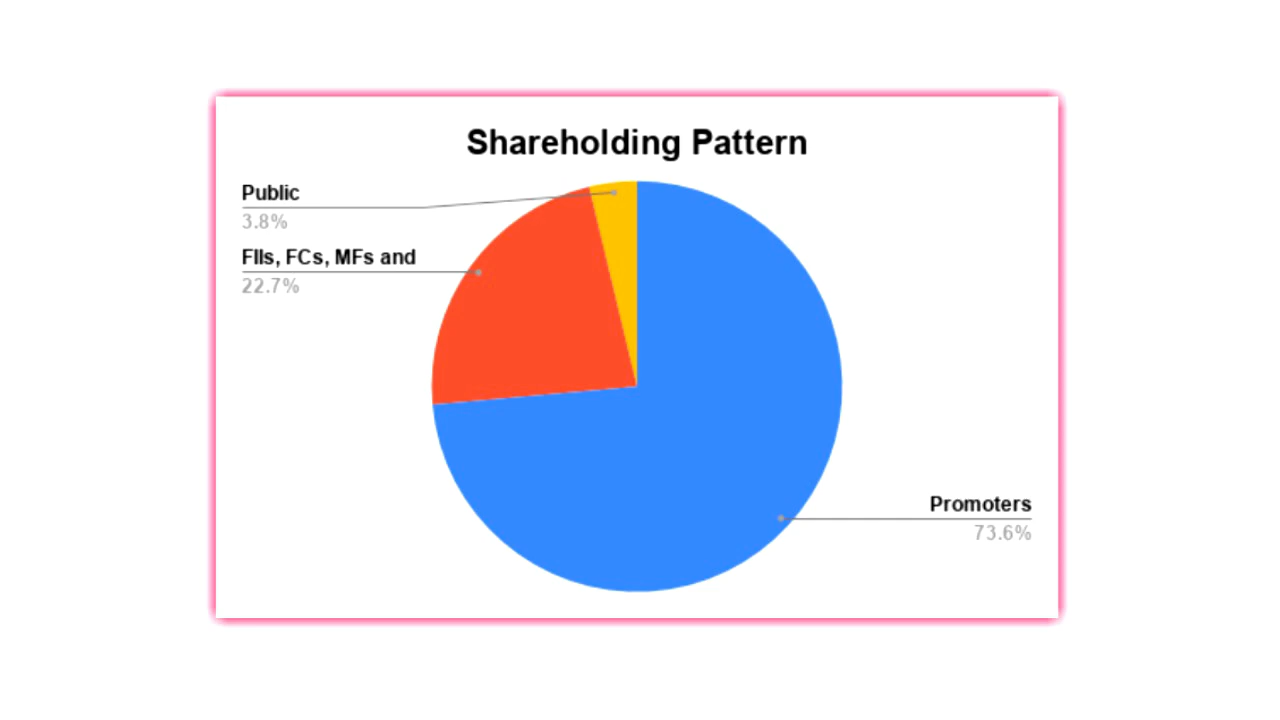 Shareholding Pattern
Public
3.8%
FIIs, FCs, MFs and
22.7%
Promoters
73.6%